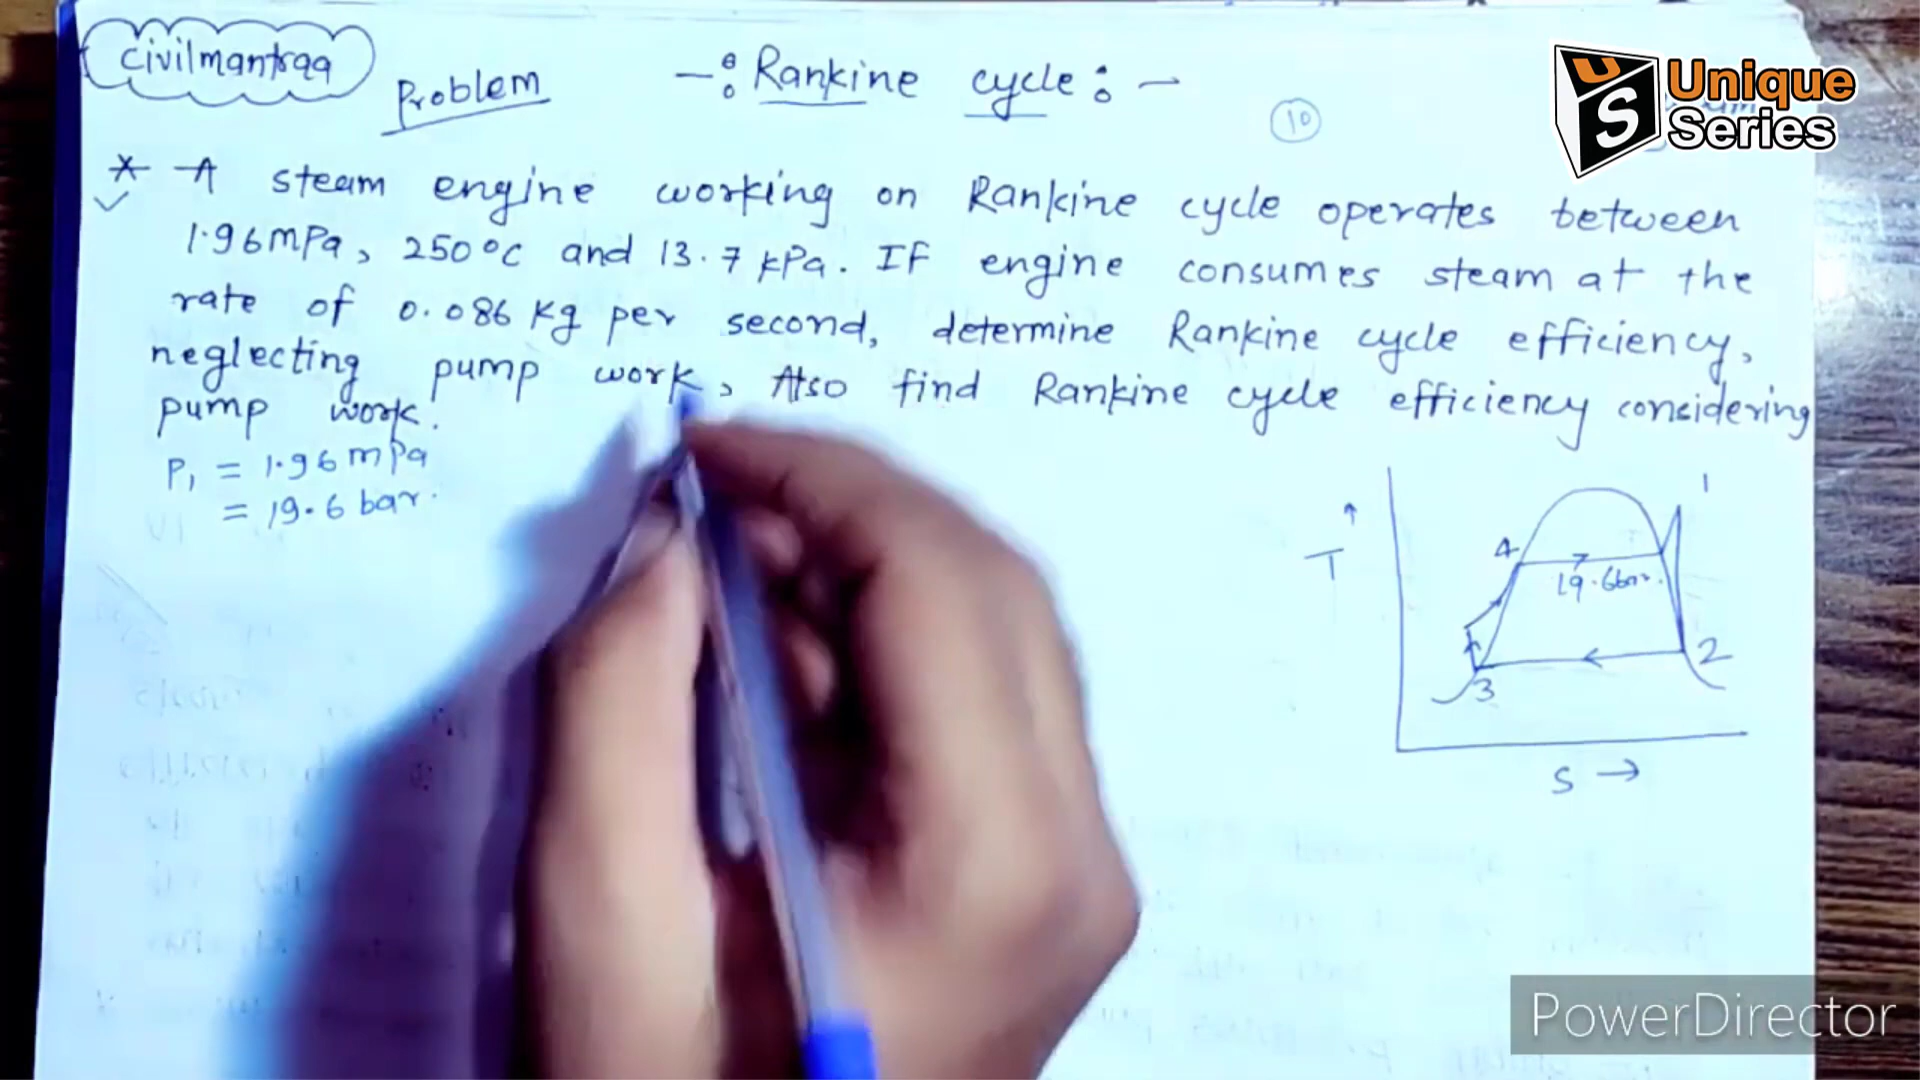 civilmantraa
Problem
-: Rankine cycle: -
10
Unique
Series
US
* A steam engine working on Rankine cycle operates between
1.96 mPa, 250°C and 13.7 kPa. If engine consumes steam at the
rate of 0.086 kg per second, determine Rankine cycle efficiency,
neglecting pump work, Also find Rankine cycle efficiency considering
pump work.
P1 = 1.96 mPa
= 19.6 bar.
1
T ↑
4
19.6bar.
2
3
S →
PowerDirector